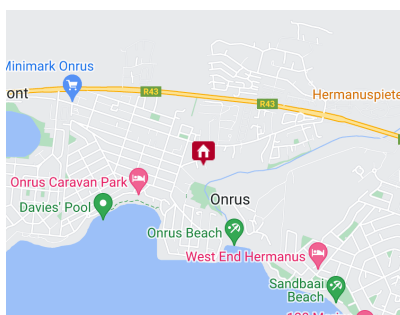 Minimark Onrus
ont
R43
Hermanuspiete
R43
Onrus Caravan Park
Davies' Pool
Onrus
Onrus Beach
West End Hermanus
Sandbaai
Beach